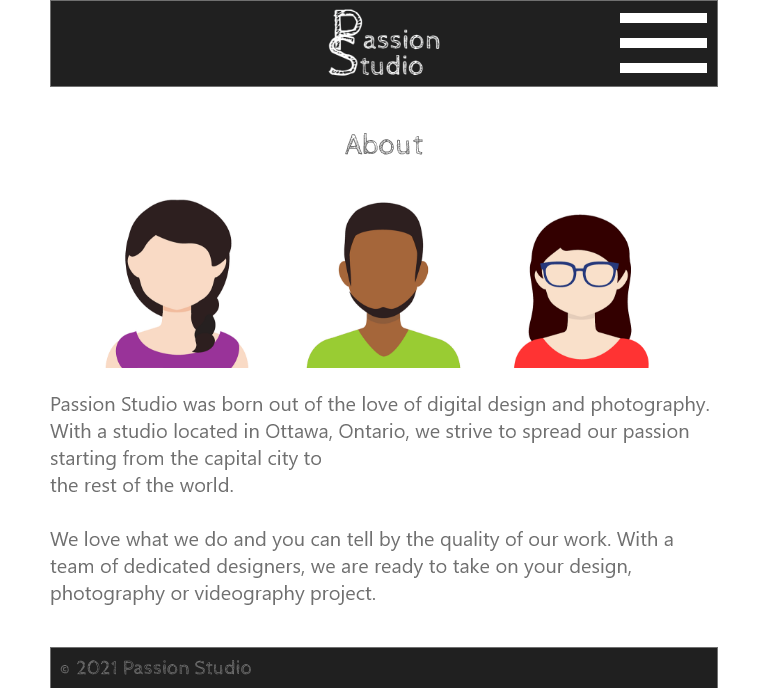 Passion
Studio
About
Passion Studio was born out of the love of digital design and photography.
With a studio located in Ottawa, Ontario, we strive to spread our passion
starting from the capital city to
the rest of the world.
We love what we do and you can tell by the quality of our work. With a
team of dedicated designers, we are ready to take on your design,
photography or videography project.
© 2021 Passion Studio